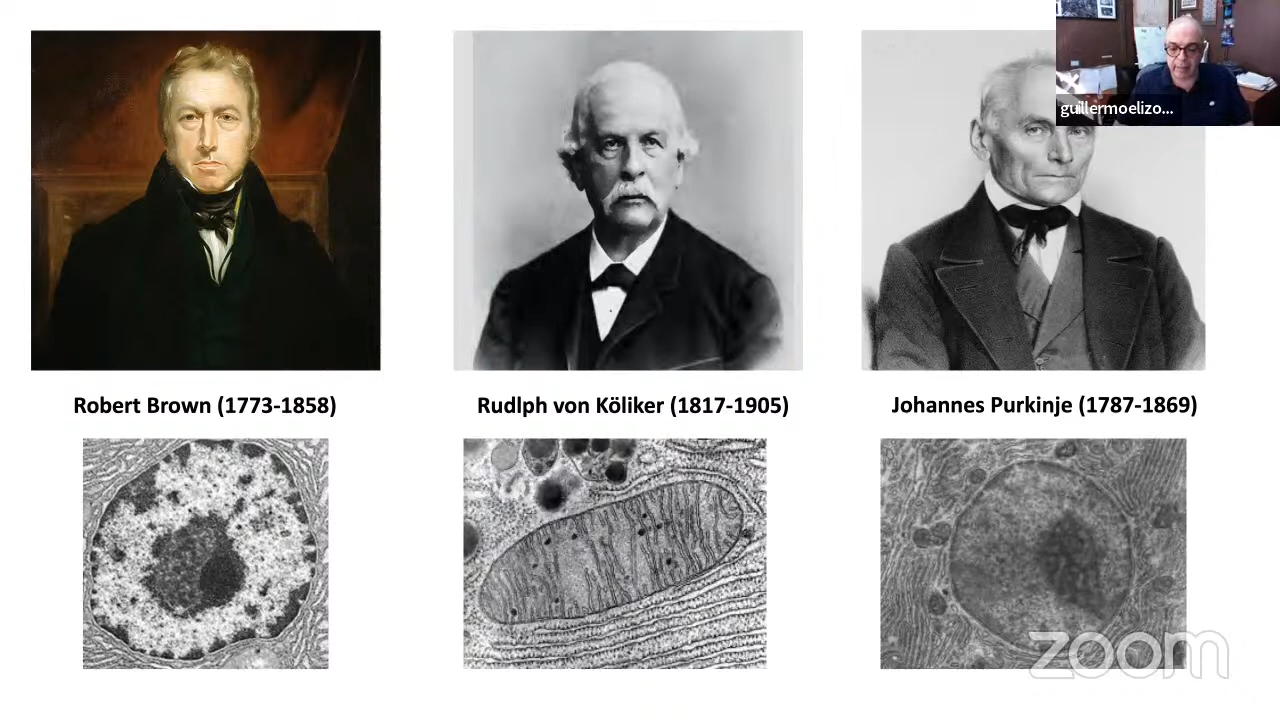 guillermoelizo...
Robert Brown (1773-1858)
Rudlph von Köliker (1817-1905)
Johannes Purkinje (1787-1869)
zoom